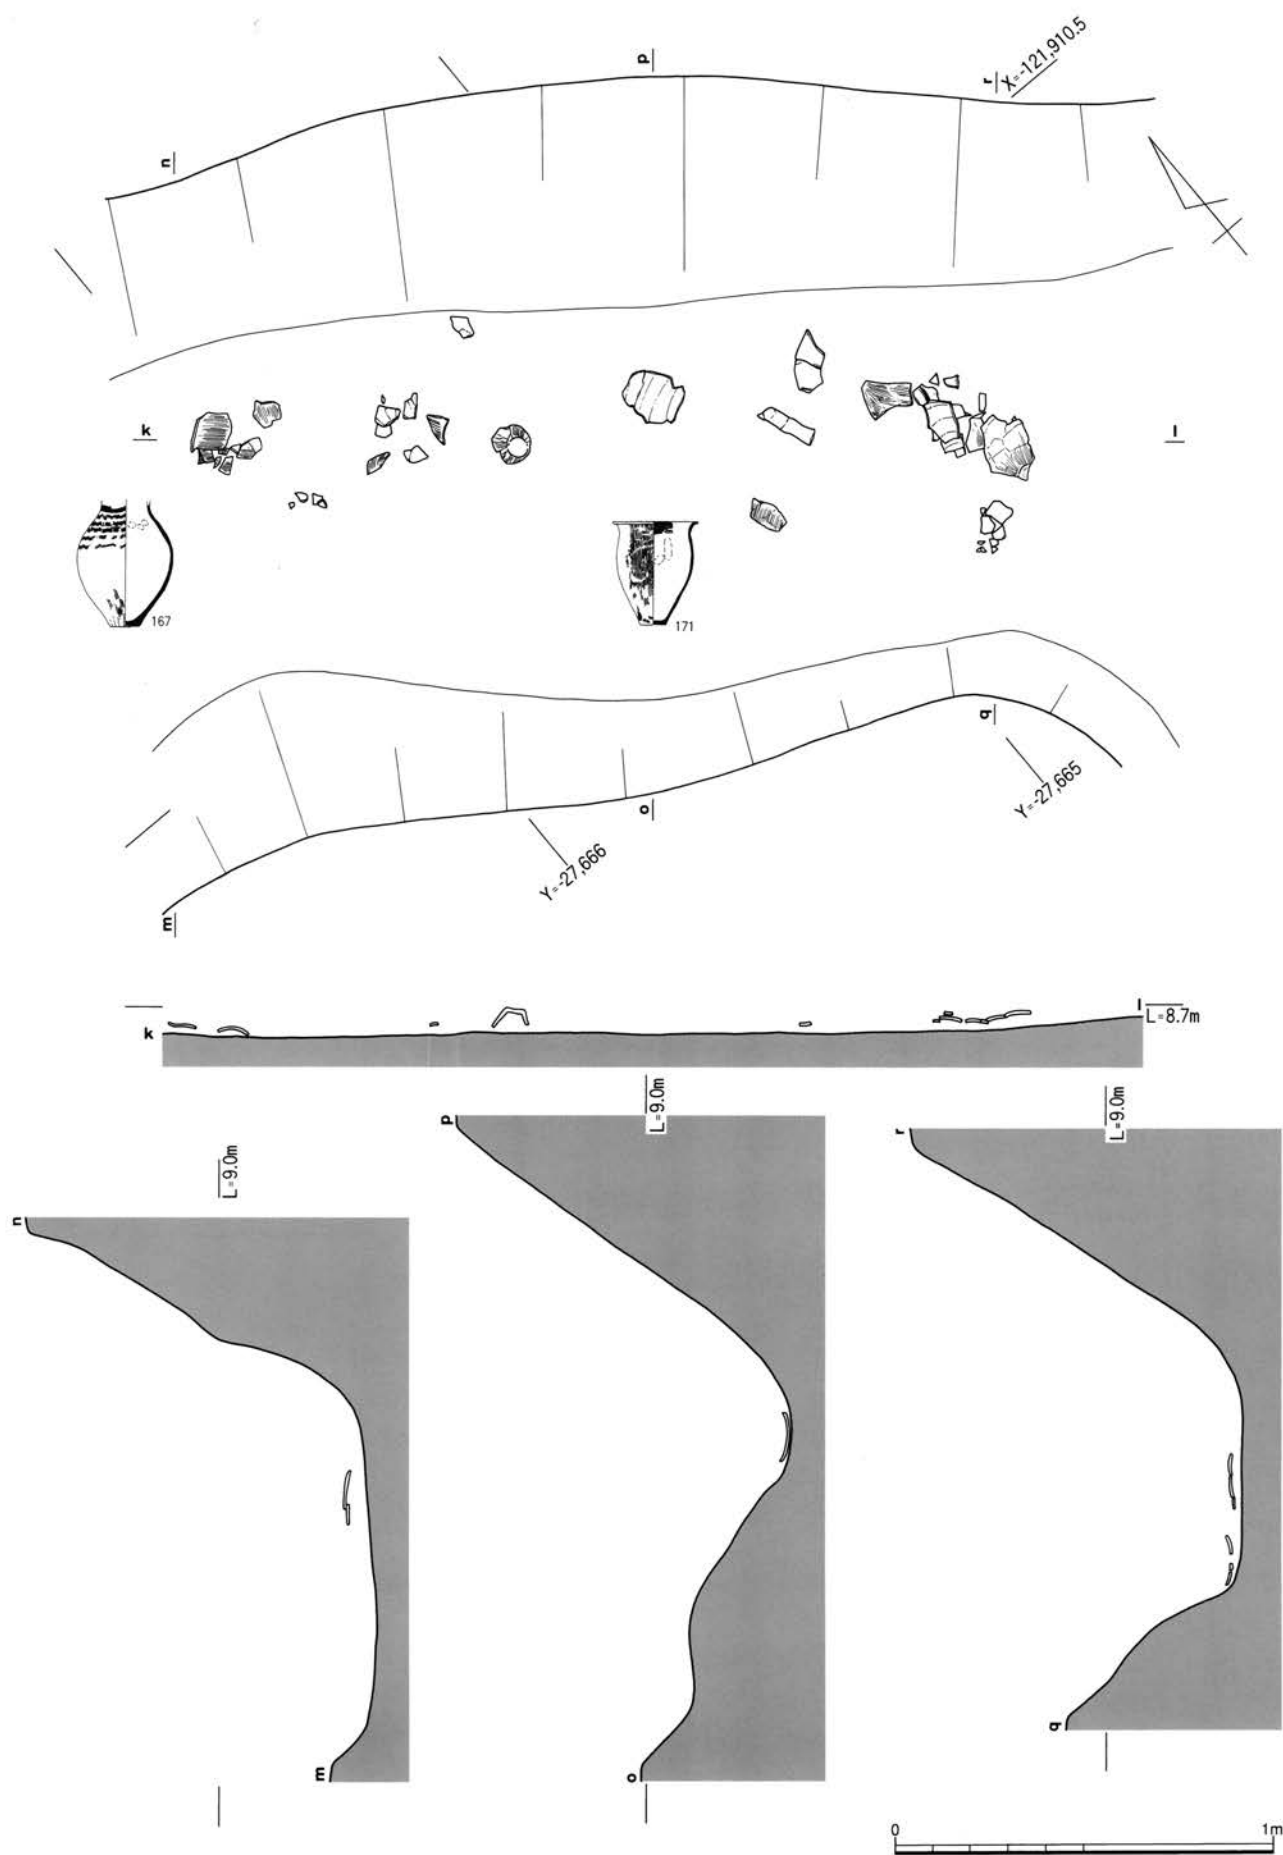 p
r
X=-121,910.5
n
k
l
167
171
q
Y=-27,665
o
Y=-27,666
m
k
l
L=8.7m
p
L=9.0m
r
L=9.0m
L=9.0m
n
m
o
q
0
1m